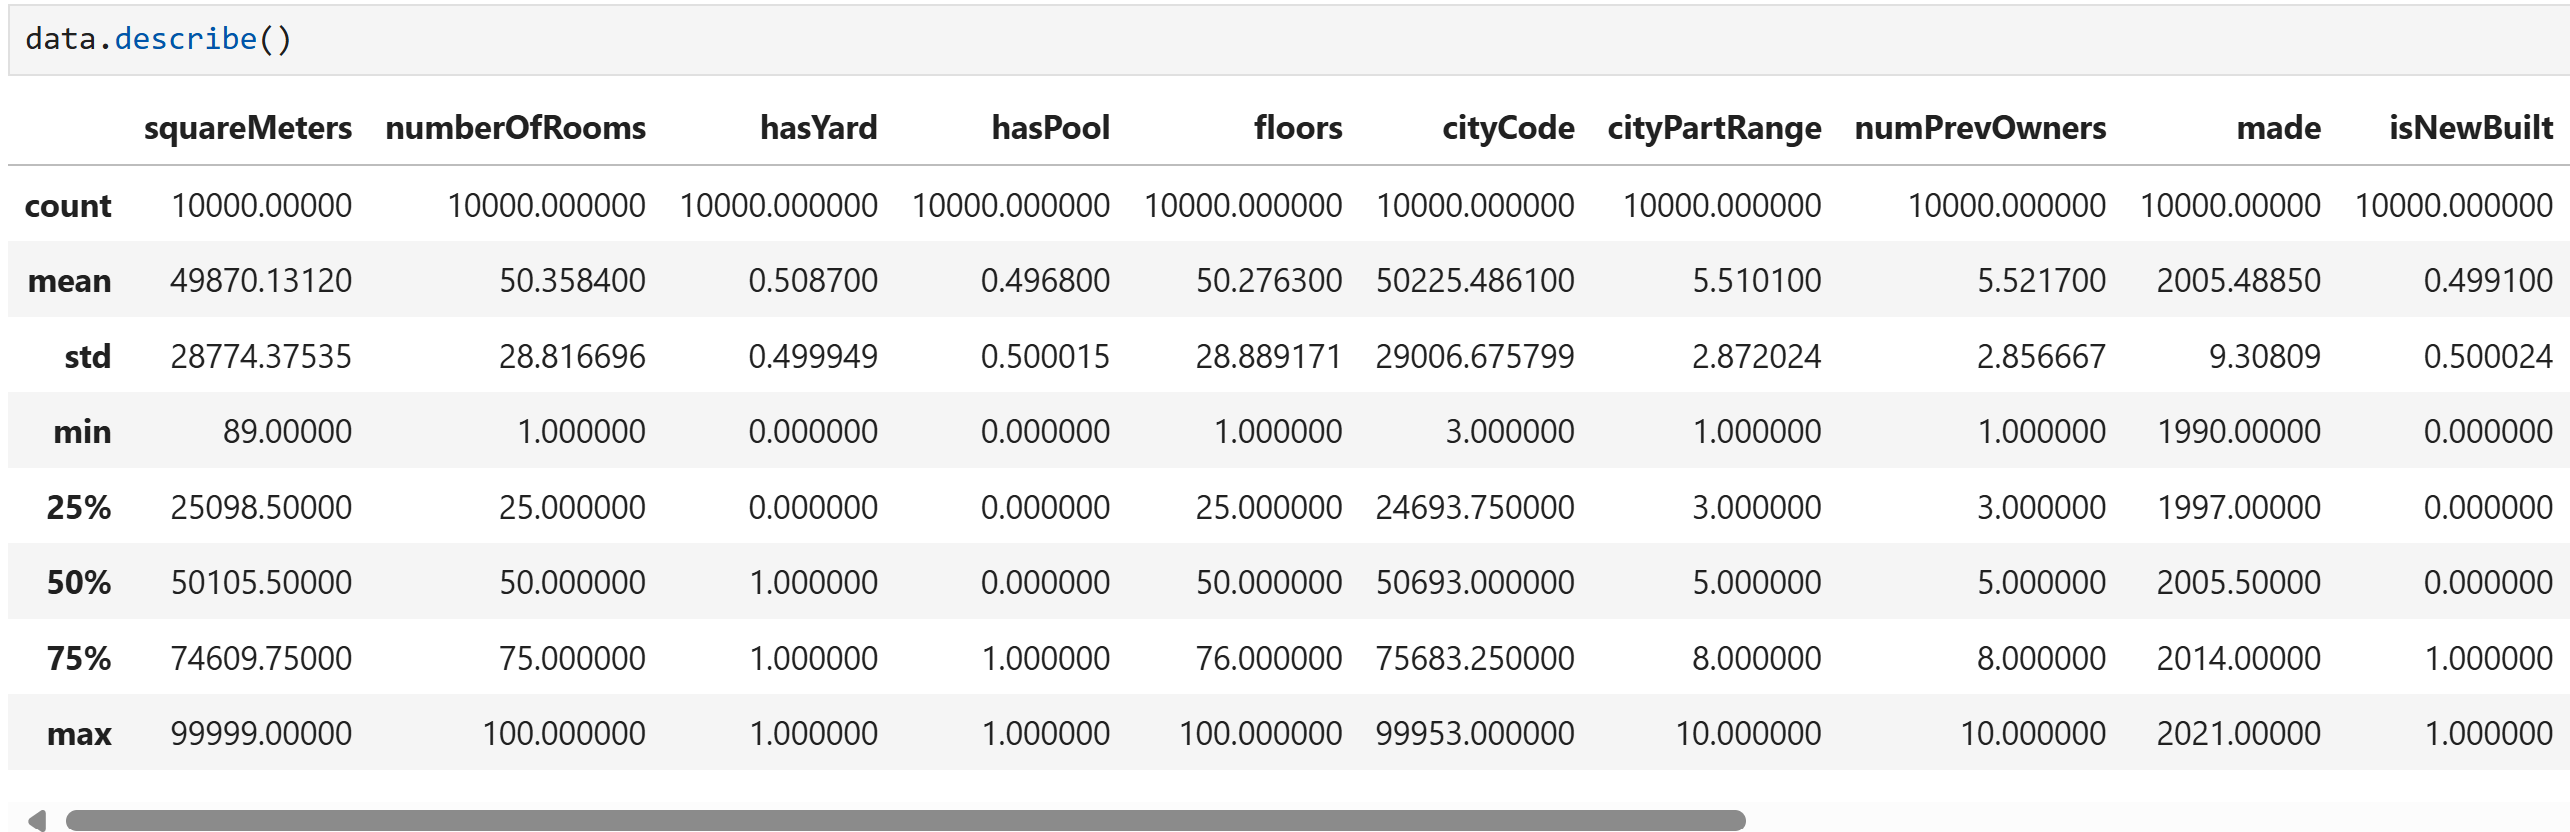 data.describe()
squareMeters numberOfRooms hasYard hasPool floors cityCode cityPartRange numPrevOwners made isNewBuilt
count 10000.00000 10000.000000 10000.000000 10000.000000 10000.000000 10000.000000 10000.000000 10000.000000 10000.00000 10000.000000
mean 49870.13120 50.358400 0.508700 0.496800 50.276300 50225.486100 5.510100 5.521700 2005.48850 0.499100
std 28774.37535 28.816696 0.499949 0.500015 28.889171 29006.675799 2.872024 2.856667 9.30809 0.500024
min 89.00000 1.000000 0.000000 0.000000 1.000000 3.000000 1.000000 1.000000 1990.00000 0.000000
25% 25098.50000 25.000000 0.000000 0.000000 25.000000 24693.750000 3.000000 3.000000 1997.00000 0.000000
50% 50105.50000 50.000000 1.000000 0.000000 50.000000 50693.000000 5.000000 5.000000 2005.50000 0.000000
75% 74609.75000 75.000000 1.000000 1.000000 76.000000 75683.250000 8.000000 8.000000 2014.00000 1.000000
max 99999.00000 100.000000 1.000000 1.000000 100.000000 99953.000000 10.000000 10.000000 2021.00000 1.000000